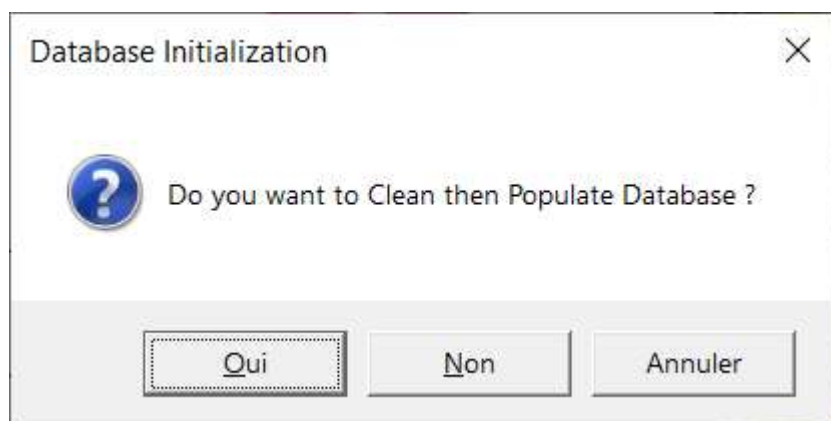 Database Initialization
Do you want to Clean then Populate Database ?
Oui
Non
Annuler